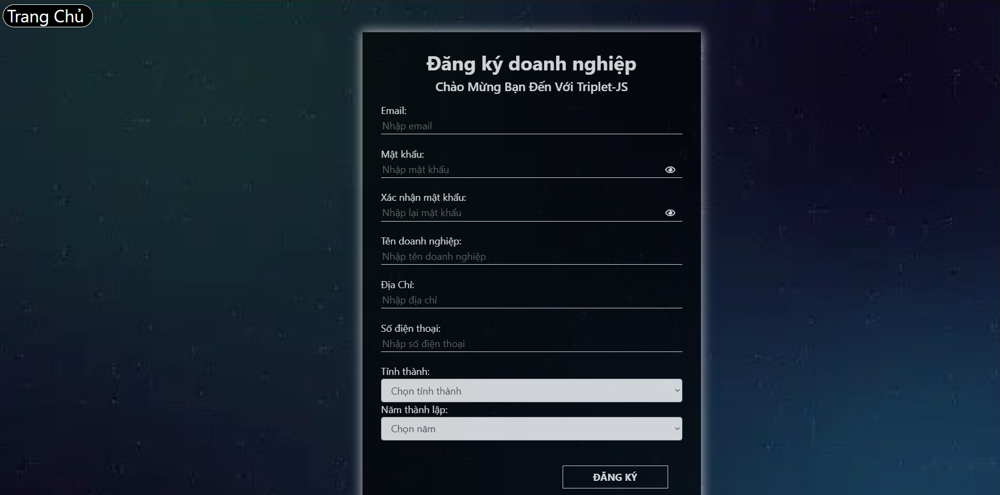 Trang Chủ
Đăng ký doanh nghiệp
Chào Mừng Bạn Đến Với Triplet-JS
Email:
Nhập email
Mật khẩu:
Nhập mật khẩu
Xác nhận mật khẩu:
Nhập lại mật khẩu
Tên doanh nghiệp:
Nhập tên doanh nghiệp
Địa Chỉ:
Nhập địa chỉ
Số điện thoại:
Nhập số điện thoại
Tỉnh thành:
Chọn tỉnh thành
Năm thành lập:
Chọn năm
ĐĂNG KÝ